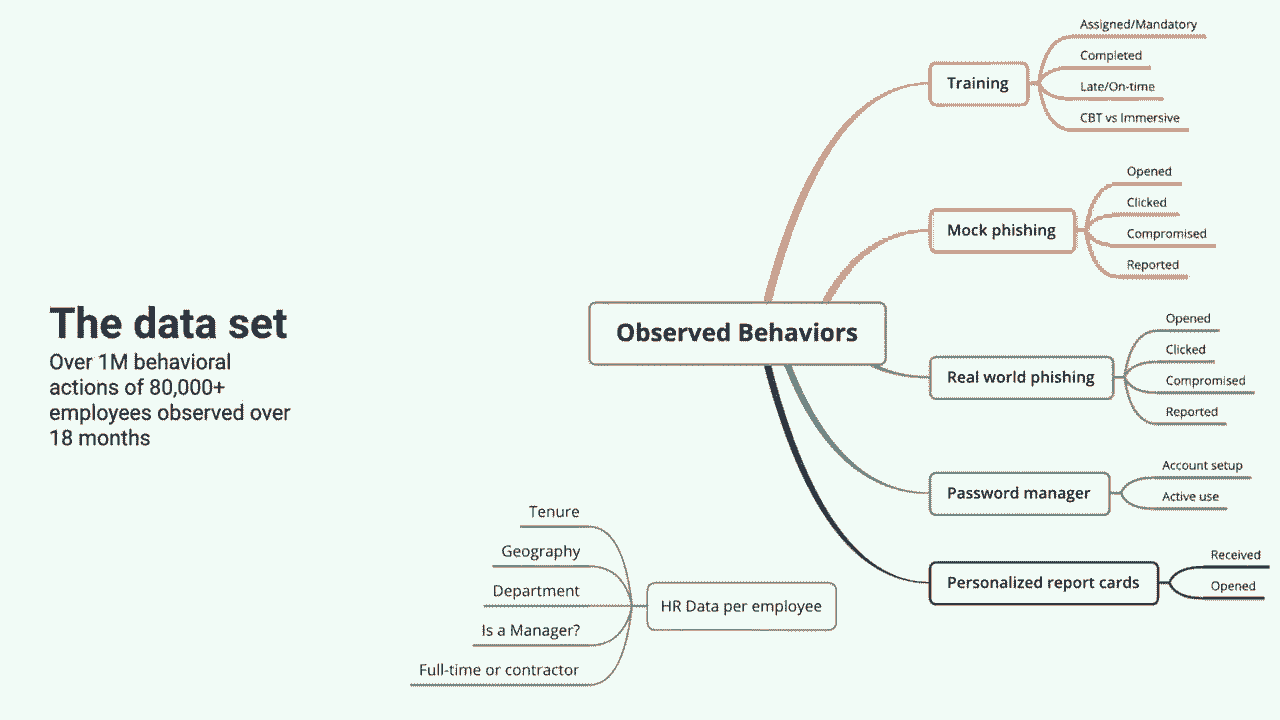 The data set
Over 1M behavioral
actions of 80,000+
employees observed over
18 months
Observed Behaviors
Training
Assigned/Mandatory
Completed
Late/On-time
CBT vs Immersive
Mock phishing
Opened
Clicked
Compromised
Reported
Real world phishing
Opened
Clicked
Compromised
Reported
Password manager
Account setup
Active use
Personalized report cards
Received
Opened
HR Data per employee
Tenure
Geography
Department
Is a Manager?
Full-time or contractor